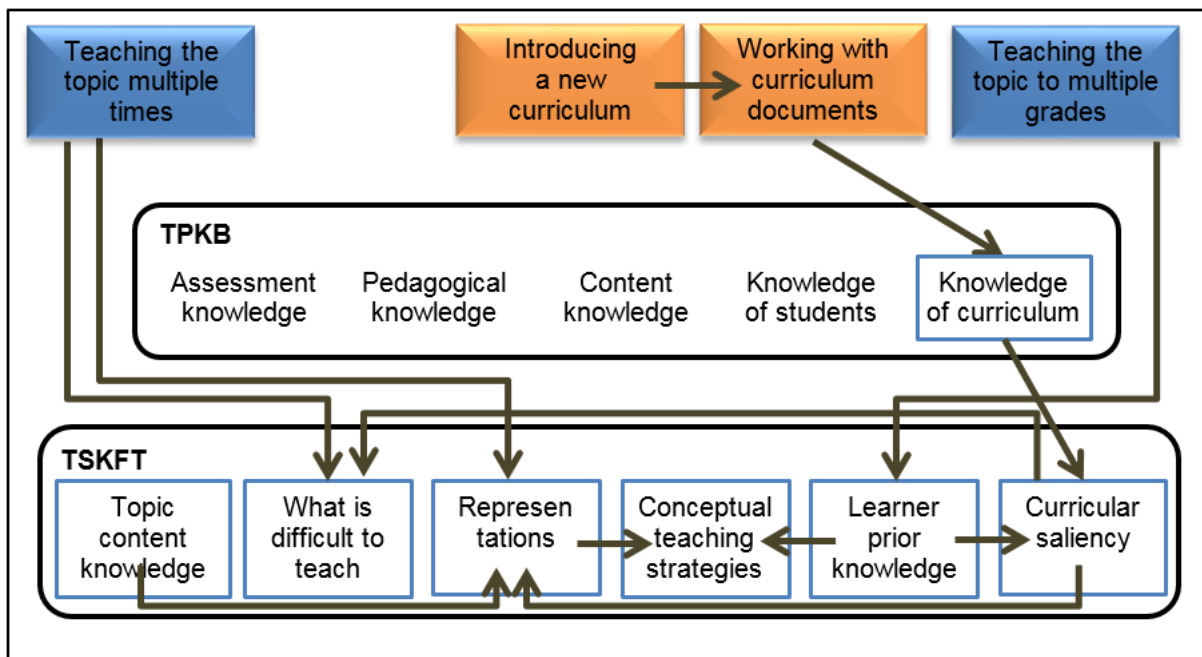 Teaching the
topic multiple
times
Introducing
a new
curriculum
Working with
curriculum
documents
Teaching the
topic to multiple
grades
TPKB
Assessment
knowledge
Pedagogical
knowledge
Content
knowledge
Knowledge
of students
Knowledge
of curriculum
TSKFT
Topic
content
knowledge
What is
difficult to
teach
Represen
tations
Conceptual
teaching
strategies
Learner
prior
knowledge
Curricular
saliency